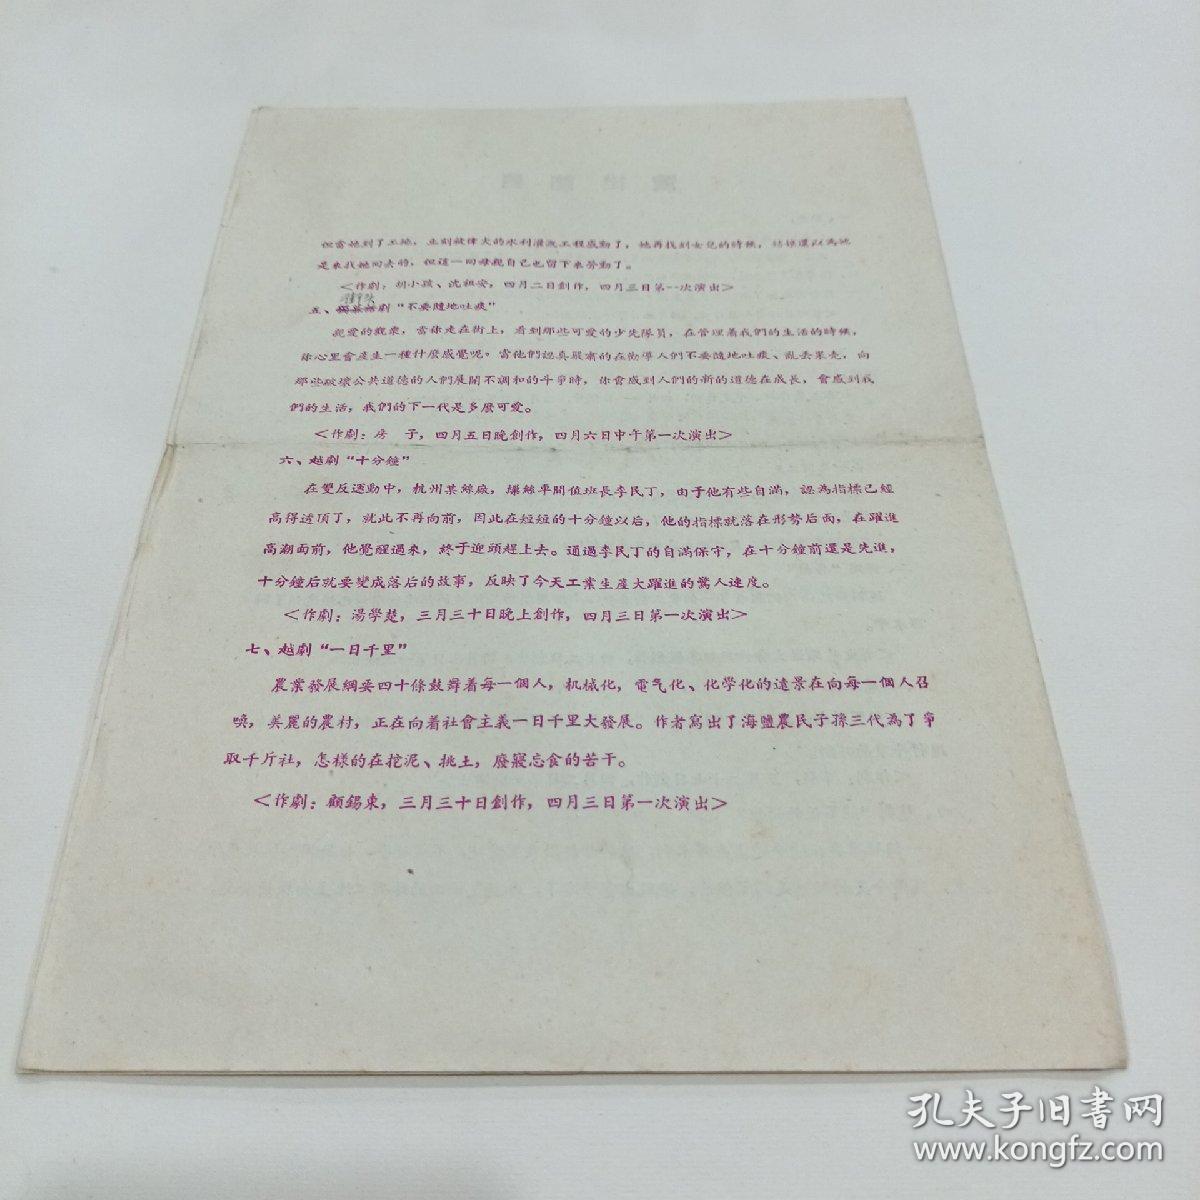 但當她到了工地，立刻被偉大的水利灌溉工程感動了，她再找到女兒的時候，姑娘還以為她
是来找她回去的，但這一回母親自己也留下来勞動了。
＜作劇：胡小孩、沈祖安，四月二日創作，四月三日第一次演出＞
街头
五、劇“不要隨地吐痰”
親愛的觀衆，當你走在街上，看到那些可愛的少先隊員，在管理着我們的生活的時候，
你心里會產生一種什麼感覺呢。當他們認真嚴肅的在勸導人們不要隨地吐痰、亂丢菓壳，向
那些破壞公共道德的人們展開不調和的斗爭時，你會感到人們的新的道德在成長，會感到我
們的生活，我們的下一代是多麼可愛。
＜作劇：房　子，四月五日晚創作，四月六日中午第一次演出＞
六、越劇“十分鐘”
在雙反运動中，杭州某絲廠，繅絲車間值班長李民丁，由于他有些自滿，認為指標已經
高得透頂了，就此不再向前，因此在短短的十分鐘以后，他的指標就落在形勢后面，在躍進
高潮面前，他覺醒過来，終于迎頭趕上去。通過李民丁的自滿保守，在十分鐘前還是先進，
十分鐘后就要變成落后的故事，反映了今天工業生產大躍進的驚人速度。
＜作劇：湯學楚，三月三十日晚上創作，四月三日第一次演出＞
七、越劇“一日千里”
農業發展綱要四十條鼓舞着每一個人，机械化，電气化、化学化的遠景在向每一個人召
喚，美麗的農村，正在向着社會主義一日千里大發展。作者寫出了海鹽農民子孫三代為了爭
取千斤社，怎樣的在挖泥、挑土，廢寢忘食的苦干。
＜作劇：顧錫東，三月三十日創作，四月三日第一次演出＞
孔夫子旧書网
www.kongfz.com